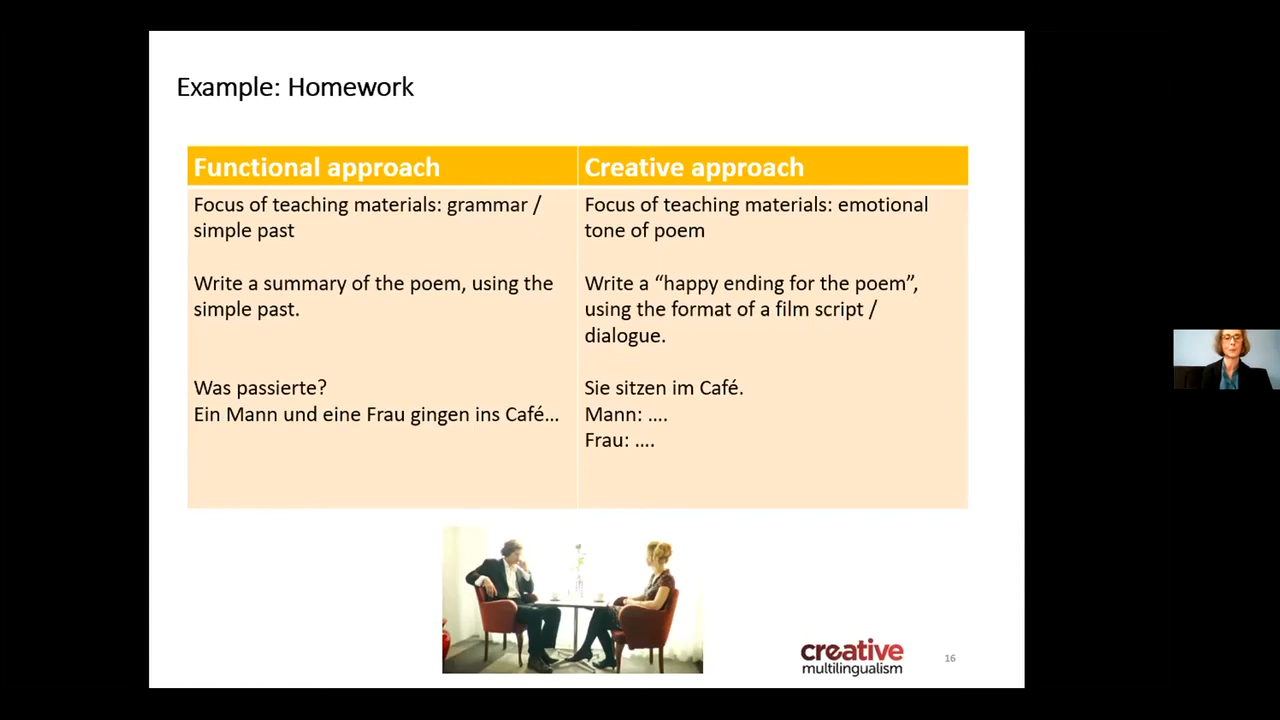 Example: Homework
Functional approach
Focus of teaching materials: grammar /
simple past
Write a summary of the poem, using the
simple past.
Was passierte?
Ein Mann und eine Frau gingen ins Café…
Creative approach
Focus of teaching materials: emotional
tone of poem
Write a “happy ending for the poem”,
using the format of a film script /
dialogue.
Sie sitzen im Café.
Mann: ….
Frau: ….
creative
multilingualism
16